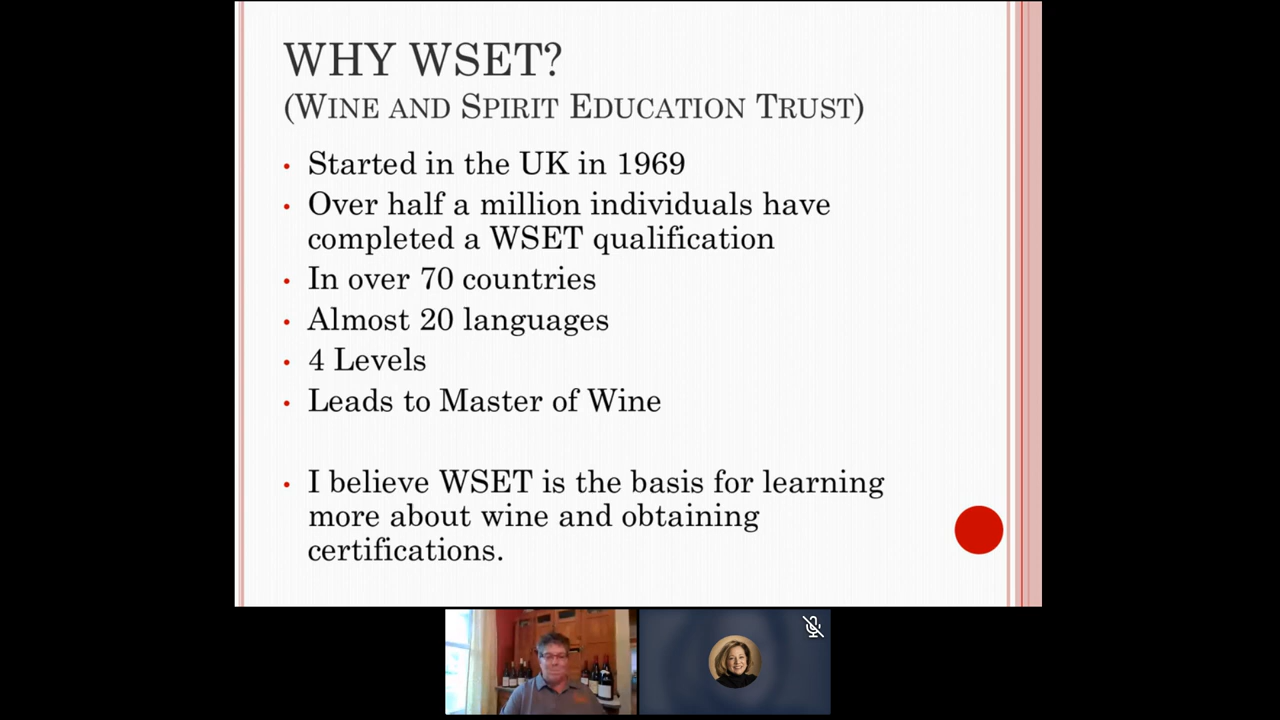 WHY WSET?
(WINE AND SPIRIT EDUCATION TRUST)
• Started in the UK in 1969
• Over half a million individuals have
completed a WSET qualification
• In over 70 countries
• Almost 20 languages
• 4 Levels
• Leads to Master of Wine
• I believe WSET is the basis for learning
more about wine and obtaining
certifications.